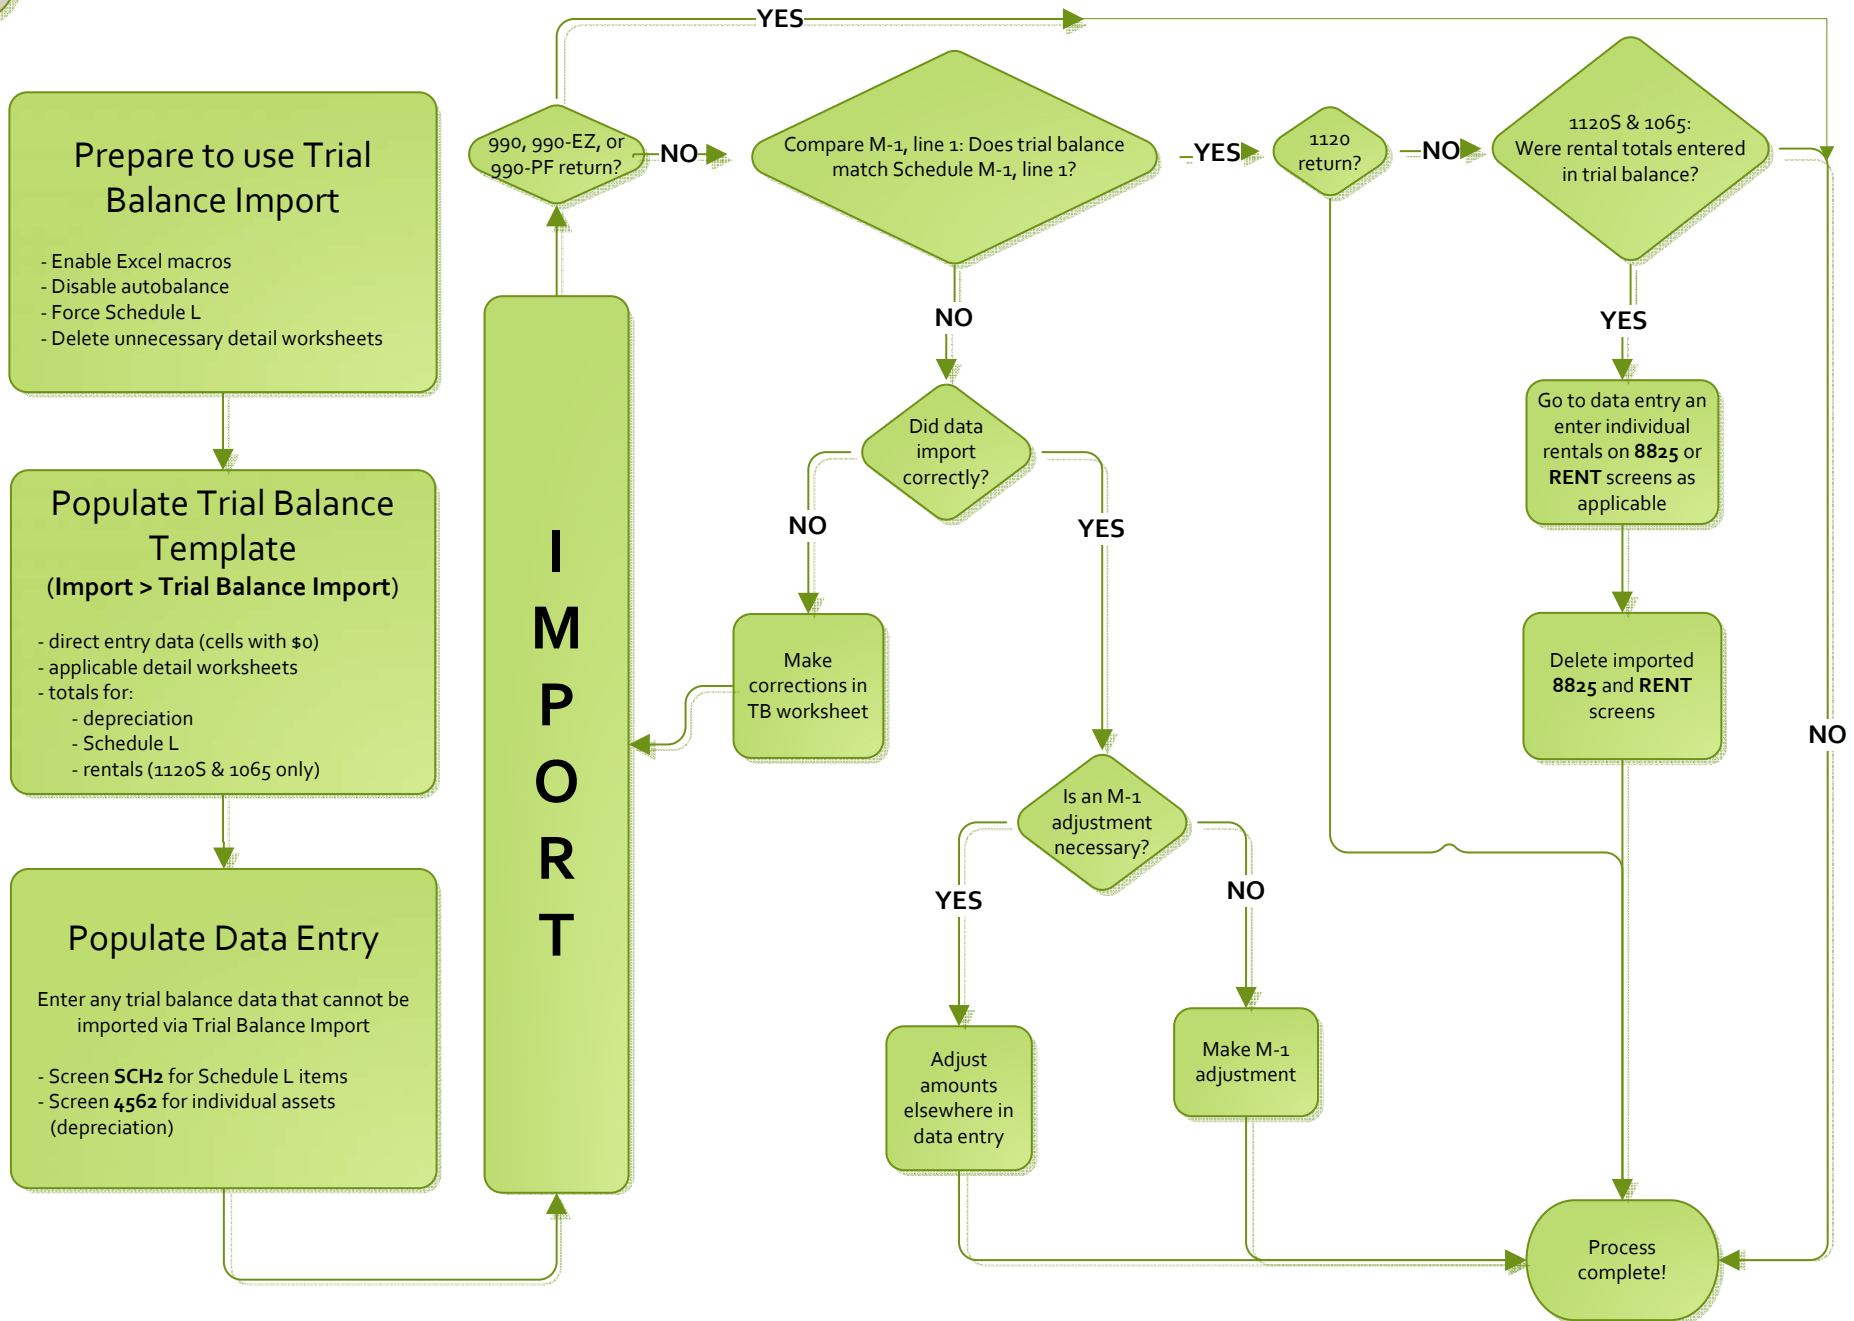 Prepare to use Trial
Balance Import
- Enable Excel macros
- Disable autobalance
- Force Schedule L
- Delete unnecessary detail worksheets
Populate Trial Balance
Template
(Import > Trial Balance Import)
- direct entry data (cells with $0)
- applicable detail worksheets
- totals for:
- depreciation
- Schedule L
- rentals (1120S & 1065 only)
Populate Data Entry
Enter any trial balance data that cannot be
imported via Trial Balance Import
- Screen SCH2 for Schedule L items
- Screen 4562 for individual assets
(depreciation)
I
M
P
O
R
T
990, 990-EZ, or
990-PF return?
YES
NO
Compare M-1, line 1: Does trial balance
match Schedule M-1, line 1?
YES
NO
1120
return?
NO
1120S & 1065:
Were rental totals entered
in trial balance?
YES
NO
Go to data entry an
enter individual
rentals on 8825 or
RENT screens as
applicable
Delete imported
8825 and RENT
screens
Did data
import
correctly?
NO
YES
Make
corrections in
TB worksheet
Is an M-1
adjustment
necessary?
YES
NO
Adjust
amounts
elsewhere in
data entry
Make M-1
adjustment
Process
complete!